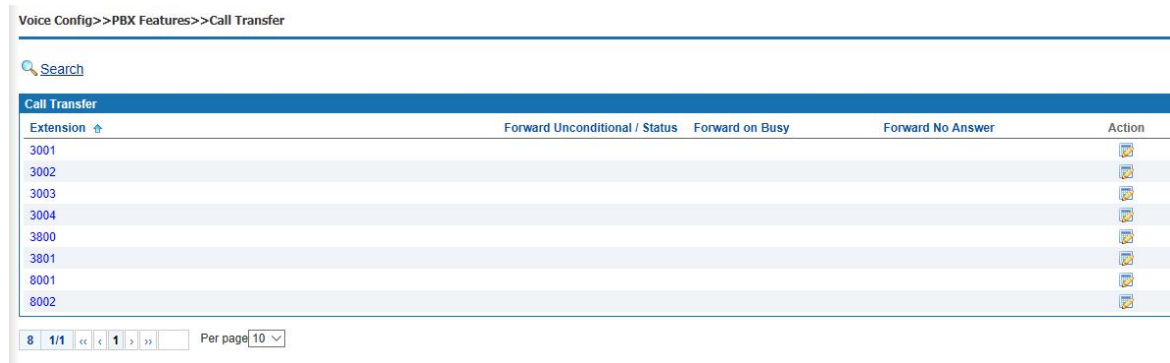 Voice Config>>PBX Features>>Call Transfer
Search
Call Transfer
Extension Forward Unconditional / Status Forward on Busy Forward No Answer Action
3001
3002
3003
3004
3800
3801
8001
8002
8 1/1 ‹‹ ‹ 1 › ›› Per page 10